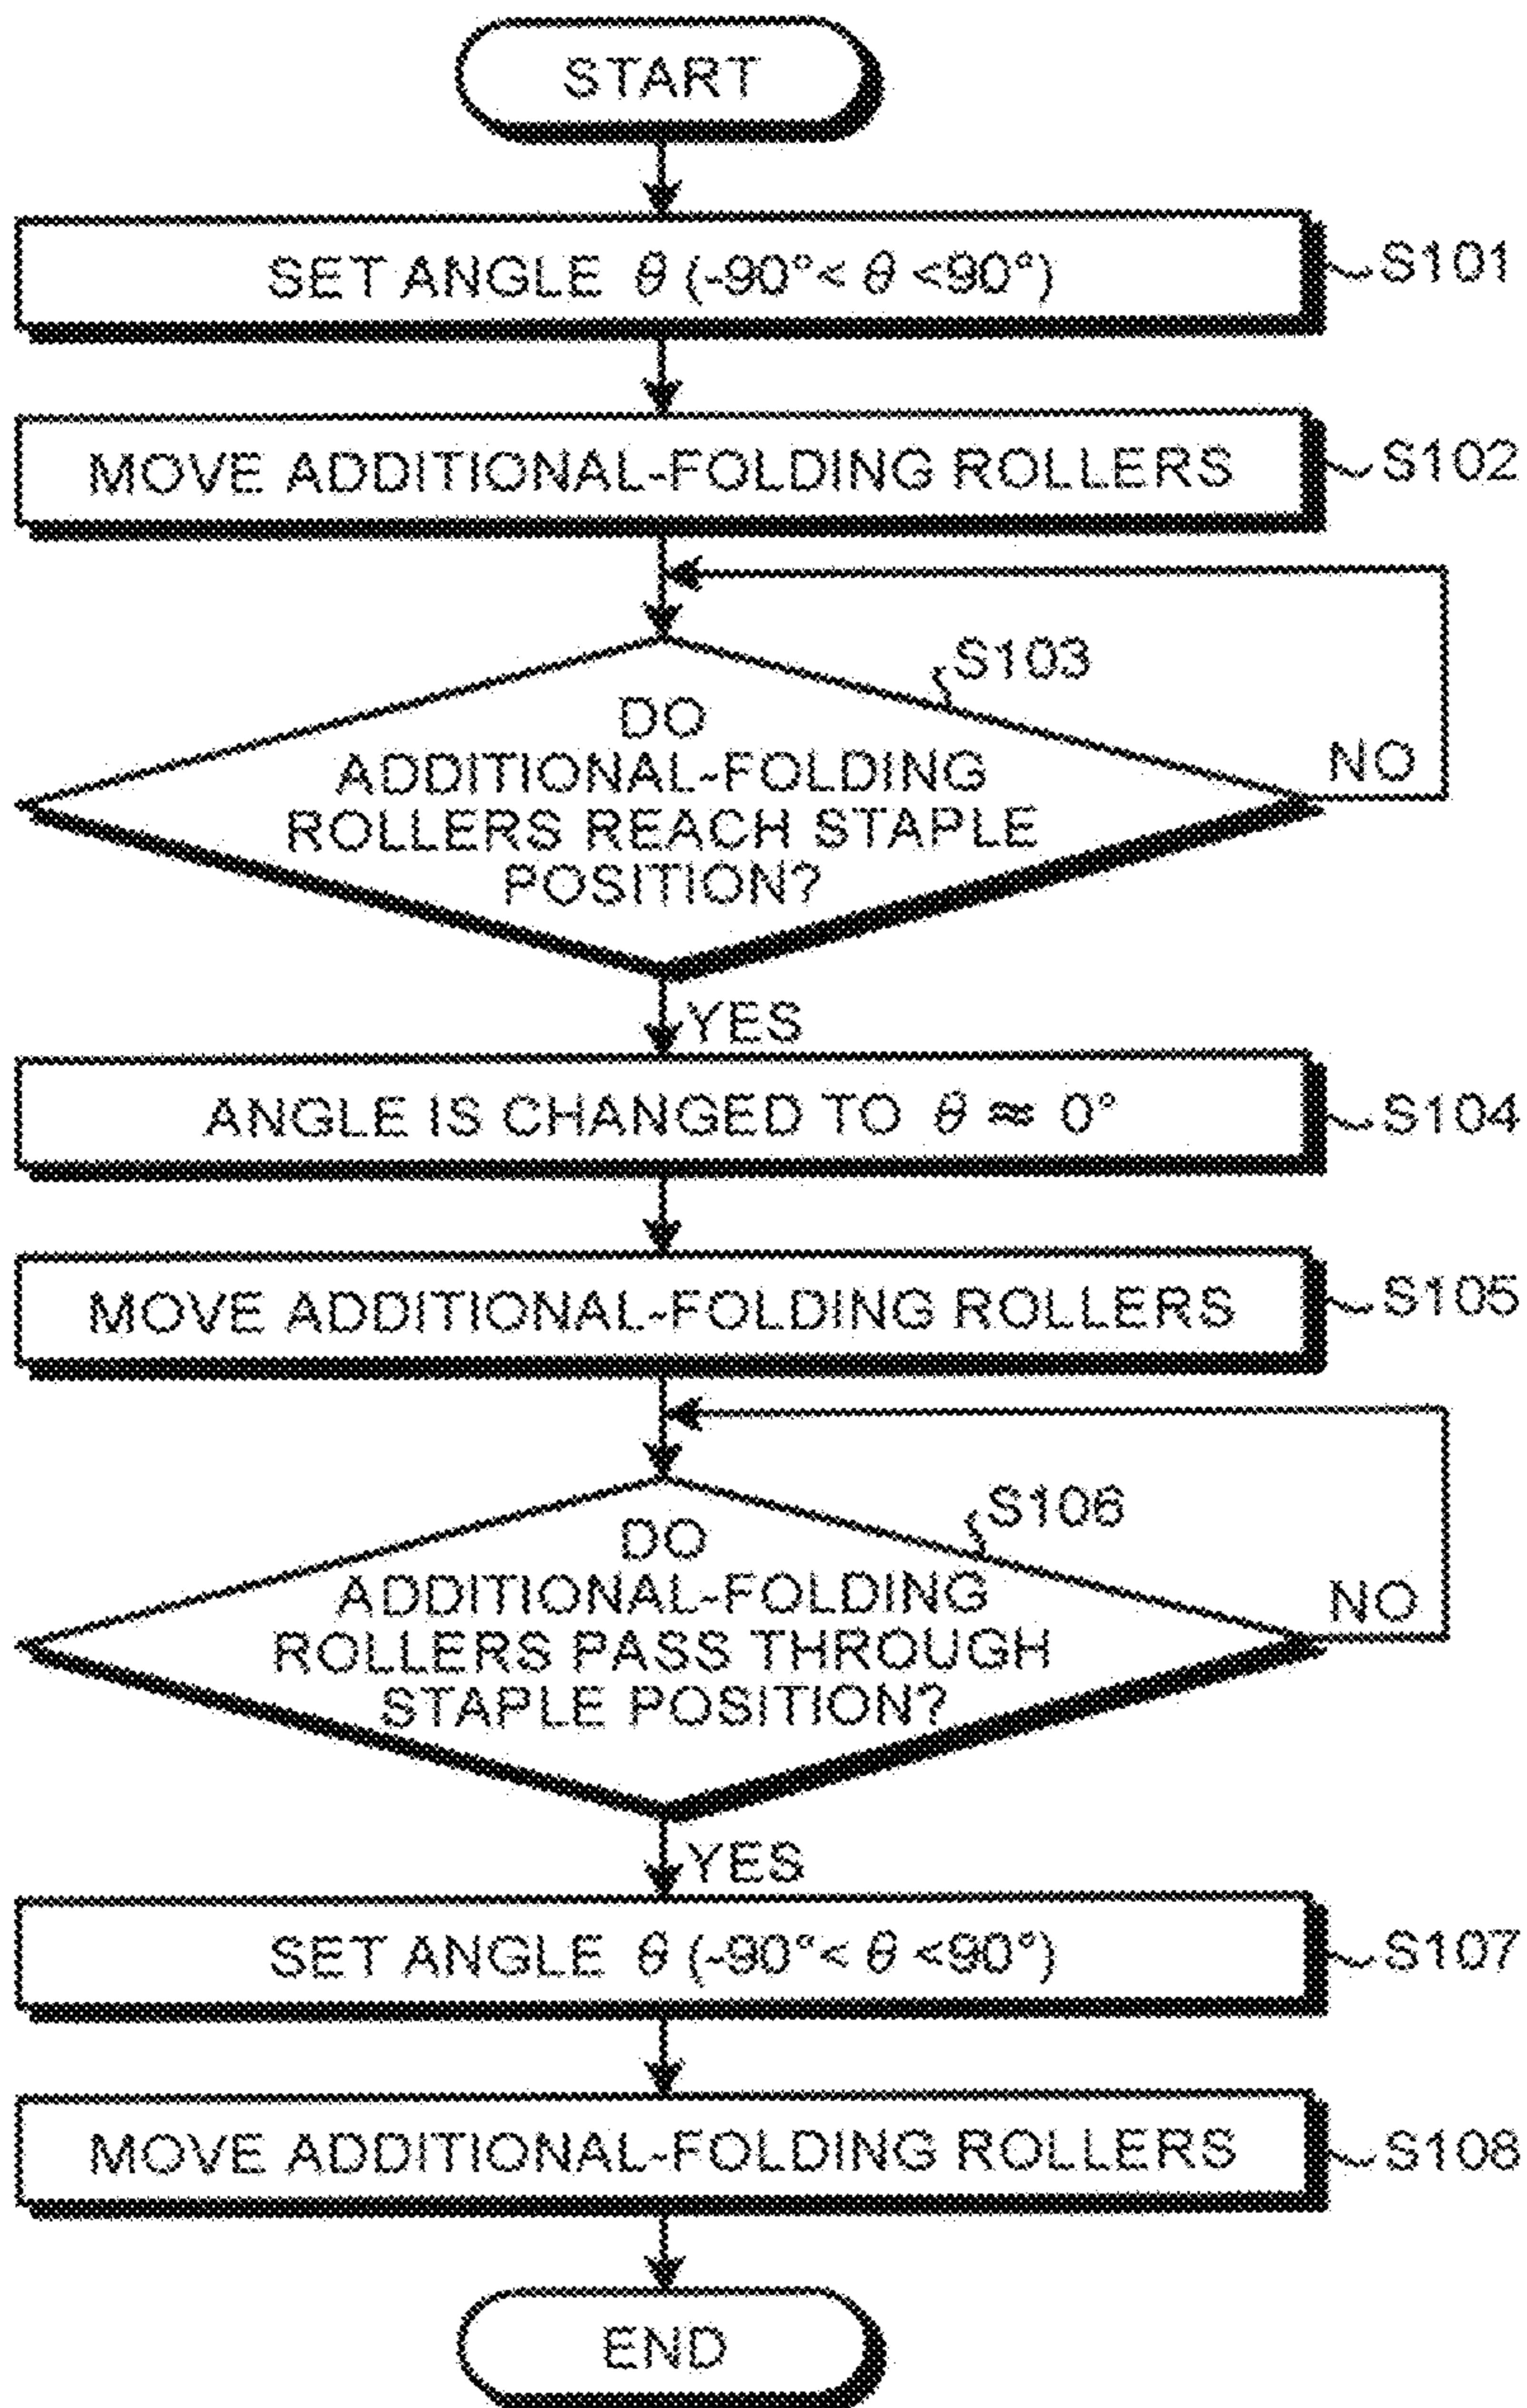 START
SET ANGLE θ (-90°< θ <90°)
S101
MOVE ADDITIONAL-FOLDING ROLLERS
S102
S103
DO
ADDITIONAL-FOLDING
ROLLERS REACH STAPLE
POSITION?
NO
YES
ANGLE IS CHANGED TO θ ≈ 0°
S104
MOVE ADDITIONAL-FOLDING ROLLERS
S105
S106
DO
ADDITIONAL-FOLDING
ROLLERS PASS THROUGH
STAPLE POSITION?
NO
YES
SET ANGLE θ (-90°< θ <90°)
S107
MOVE ADDITIONAL-FOLDING ROLLERS
S108
END